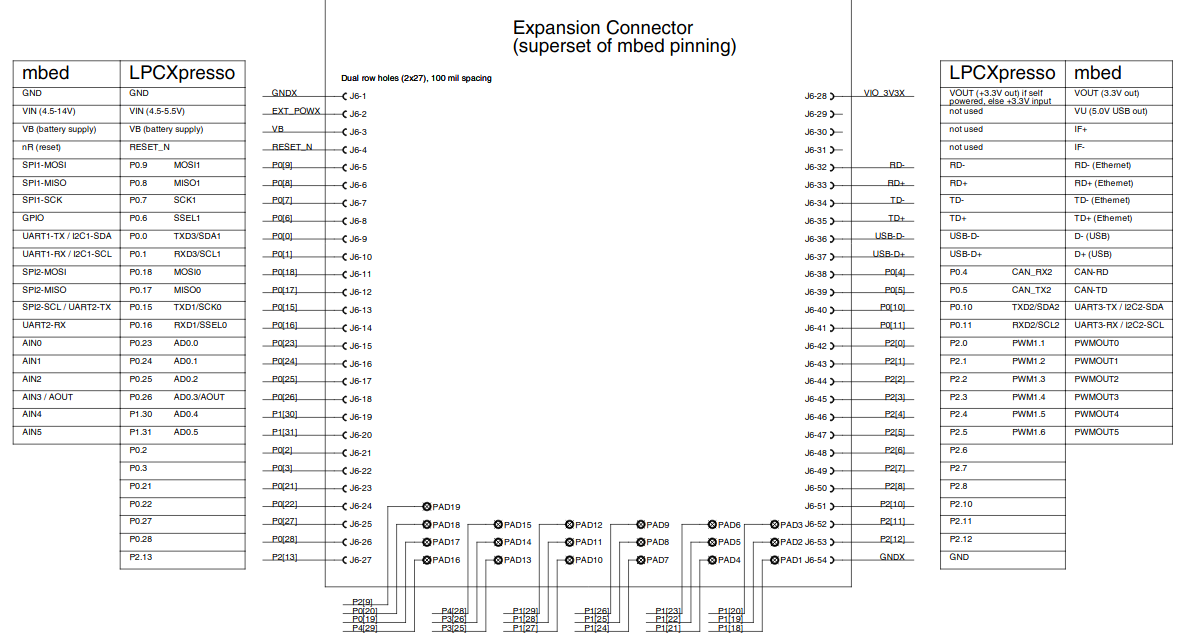 Expansion Connector
(superset of mbed pinning)
Dual row holes (2x27), 100 mil spacing
mbed LPCXpresso
GND GND GNDX J6-1
VIN (4.5-14V) VIN (4.5-5.5V) EXT_POWX J6-2
VB (battery supply) VB (battery supply) VB J6-3
nR (reset) RESET_N RESET_N J6-4
SPI1-MOSI P0.9 MOSI1 P0[9] J6-5
SPI1-MISO P0.8 MISO1 P0[8] J6-6
SPI1-SCK P0.7 SCK1 P0[7] J6-7
GPIO P0.6 SSEL1 P0[6] J6-8
UART1-TX / I2C1-SDA P0.0 TXD3/SDA1 P0[0] J6-9
UART1-RX / I2C1-SCL P0.1 RXD3/SCL1 P0[1] J6-10
SPI2-MOSI P0.18 MOSI0 P0[18] J6-11
SPI2-MISO P0.17 MISO0 P0[17] J6-12
SPI2-SCL / UART2-TX P0.15 TXD1/SCK0 P0[15] J6-13
UART2-RX P0.16 RXD1/SSEL0 P0[16] J6-14
AIN0 P0.23 AD0.0 P0[23] J6-15
AIN1 P0.24 AD0.1 P0[24] J6-16
AIN2 P0.25 AD0.2 P0[25] J6-17
AIN3 / AOUT P0.26 AD0.3/AOUT P0[26] J6-18
AIN4 P1.30 AD0.4 P1[30] J6-19
AIN5 P1.31 AD0.5 P1[31] J6-20
P0.2 P0[2] J6-21
P0.3 P0[3] J6-22
P0.21 P0[21] J6-23
P0.22 P0[22] J6-24
P0.27 P0[27] J6-25
P0.28 P0[28] J6-26
P2.13 P2[13] J6-27
LPCXpresso mbed
J6-28 VIO_3V3X VOUT (+3.3V out) if self powered, else +3.3V input VOUT (3.3V out)
J6-29 not used VU (5.0V USB out)
J6-30 not used IF+
J6-31 not used IF-
J6-32 RD- RD- RD- (Ethernet)
J6-33 RD+ RD+ RD+ (Ethernet)
J6-34 TD- TD- TD- (Ethernet)
J6-35 TD+ TD+ TD+ (Ethernet)
J6-36 USB-D- USB-D- D- (USB)
J6-37 USB-D+ USB-D+ D+ (USB)
J6-38 P0[4] P0.4 CAN_RX2 CAN-RD
J6-39 P0[5] P0.5 CAN_TX2 CAN-TD
J6-40 P0[10] P0.10 TXD2/SDA2 UART3-TX / I2C2-SDA
J6-41 P0[11] P0.11 RXD2/SCL2 UART3-RX / I2C2-SCL
J6-42 P2[0] P2.0 PWM1.1 PWMOUT0
J6-43 P2[1] P2.1 PWM1.2 PWMOUT1
J6-44 P2[2] P2.2 PWM1.3 PWMOUT2
J6-45 P2[3] P2.3 PWM1.4 PWMOUT3
J6-46 P2[4] P2.4 PWM1.5 PWMOUT4
J6-47 P2[5] P2.5 PWM1.6 PWMOUT5
J6-48 P2[6] P2.6
J6-49 P2[7] P2.7
J6-50 P2[8] P2.8
J6-51 P2[10] P2.10
J6-52 P2[11] P2.11
J6-53 P2[12] P2.12
J6-54 GNDX GND
PAD19
PAD18 PAD15 PAD12 PAD9 PAD6 PAD3
PAD17 PAD14 PAD11 PAD8 PAD5 PAD2
PAD16 PAD13 PAD10 PAD7 PAD4 PAD1
P2[9]
P0[20] P4[28] P1[29] P1[26] P1[23] P1[20]
P0[19] P3[26] P1[28] P1[25] P1[22] P1[19]
P4[29] P3[25] P1[27] P1[24] P1[21] P1[18]